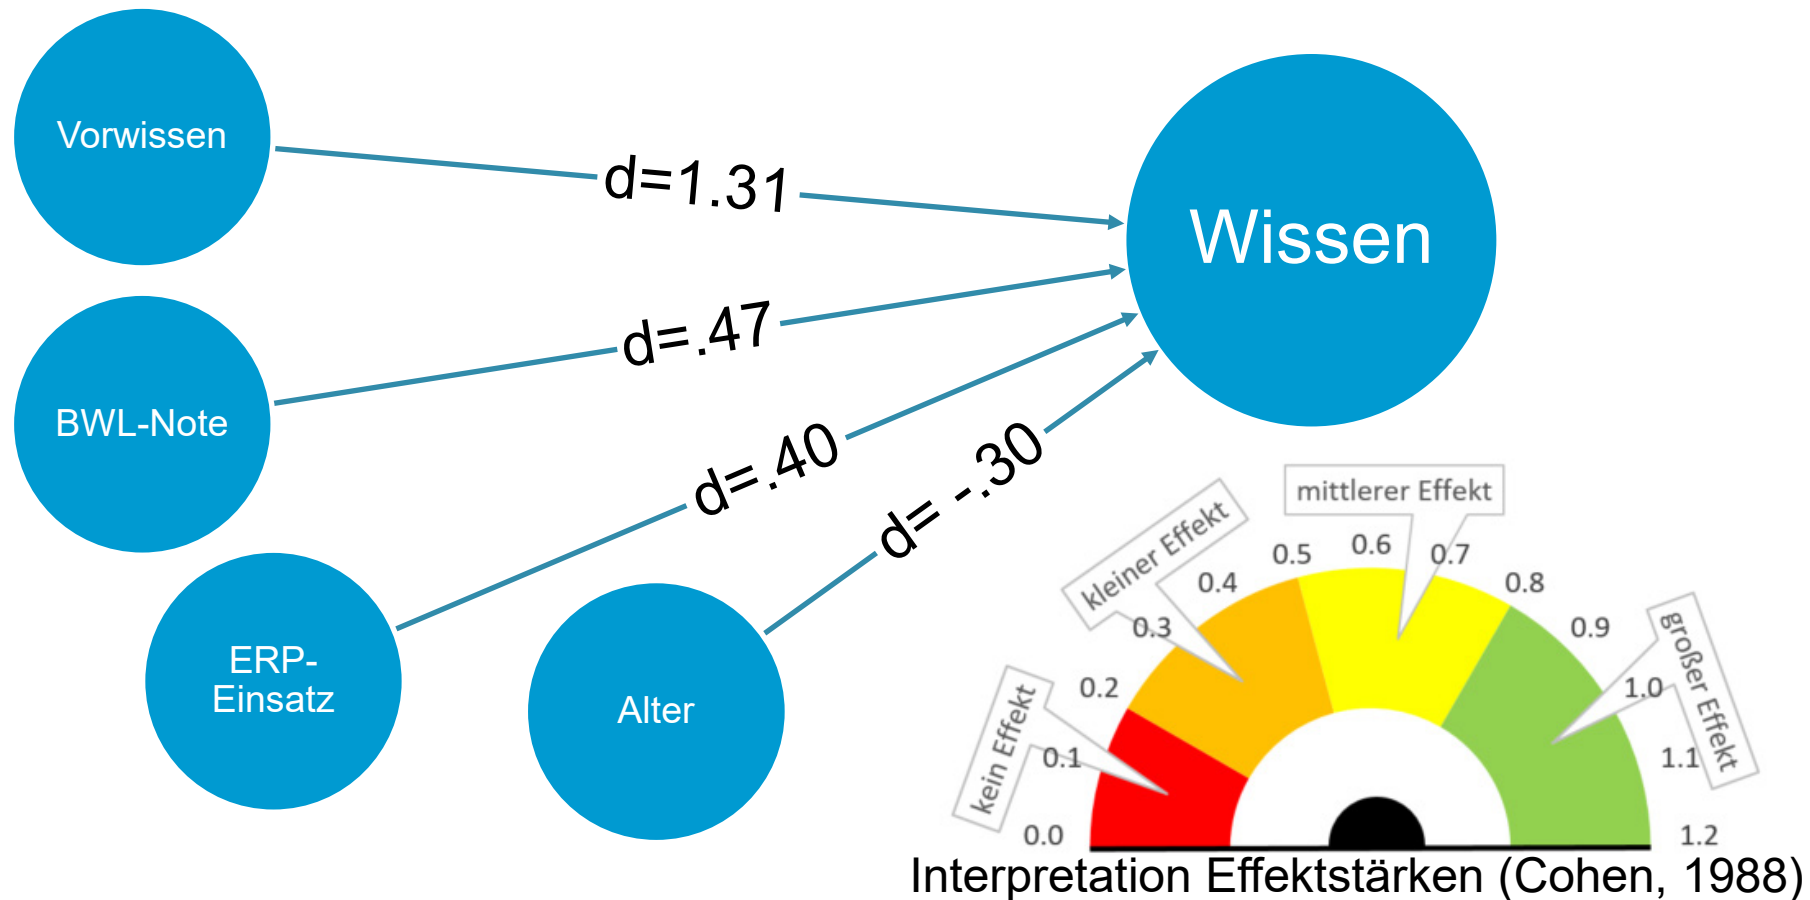 Vorwissen
d=1.31
Wissen
d=.47
BWL-Note
d=.40
d= -.30
ERP-
Einsatz
Alter
mittlerer Effekt
kleiner Effekt
großer Effekt
kein Effekt
0.0
0.1
0.2
0.3
0.4
0.5
0.6
0.7
0.8
0.9
1.0
1.1
1.2
Interpretation Effektstärken (Cohen, 1988)